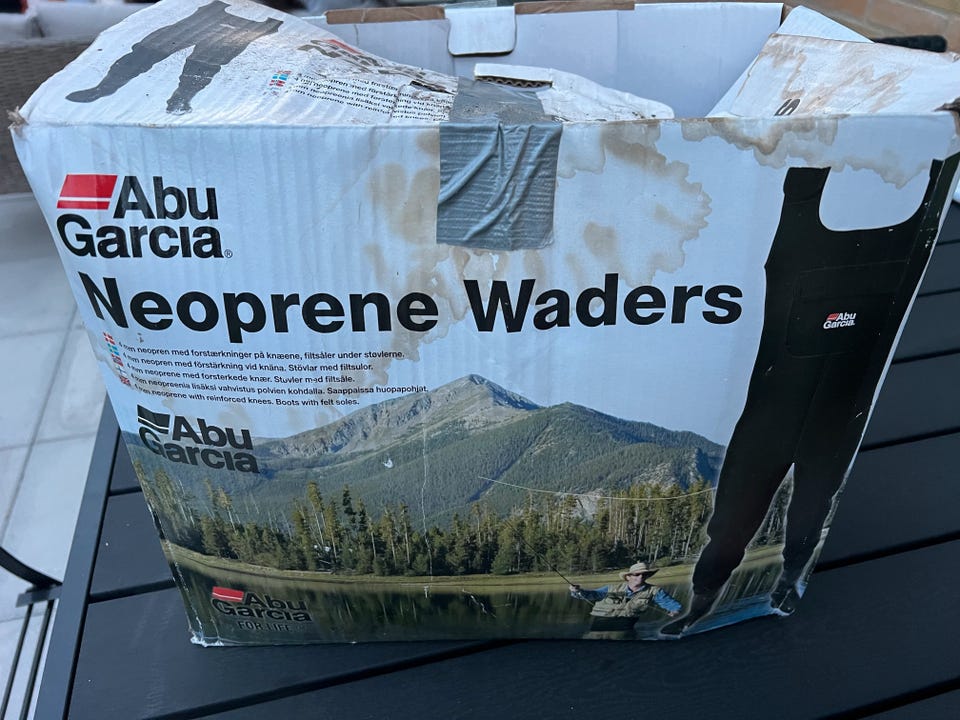 Abu
Garcia®
Neoprene Waders
4 mm neopren med forstærkninger på knæene, filtsåler under støvlerne.
4 mm neopren med förstärkning vid knäna. Stövlar med filtsulor.
4 mm neoprene med forsterkede knær. Stuvler med filtsåle.
4 mm neopreenia lisäksi vahvistus polvien kohdalla. Saappaissa huopapohjat.
4 mm neoprene with reinforced knees. Boots with felt soles.
Abu
Garcia
Abu
Garcia
Abu
Garcia
FOR LIFE